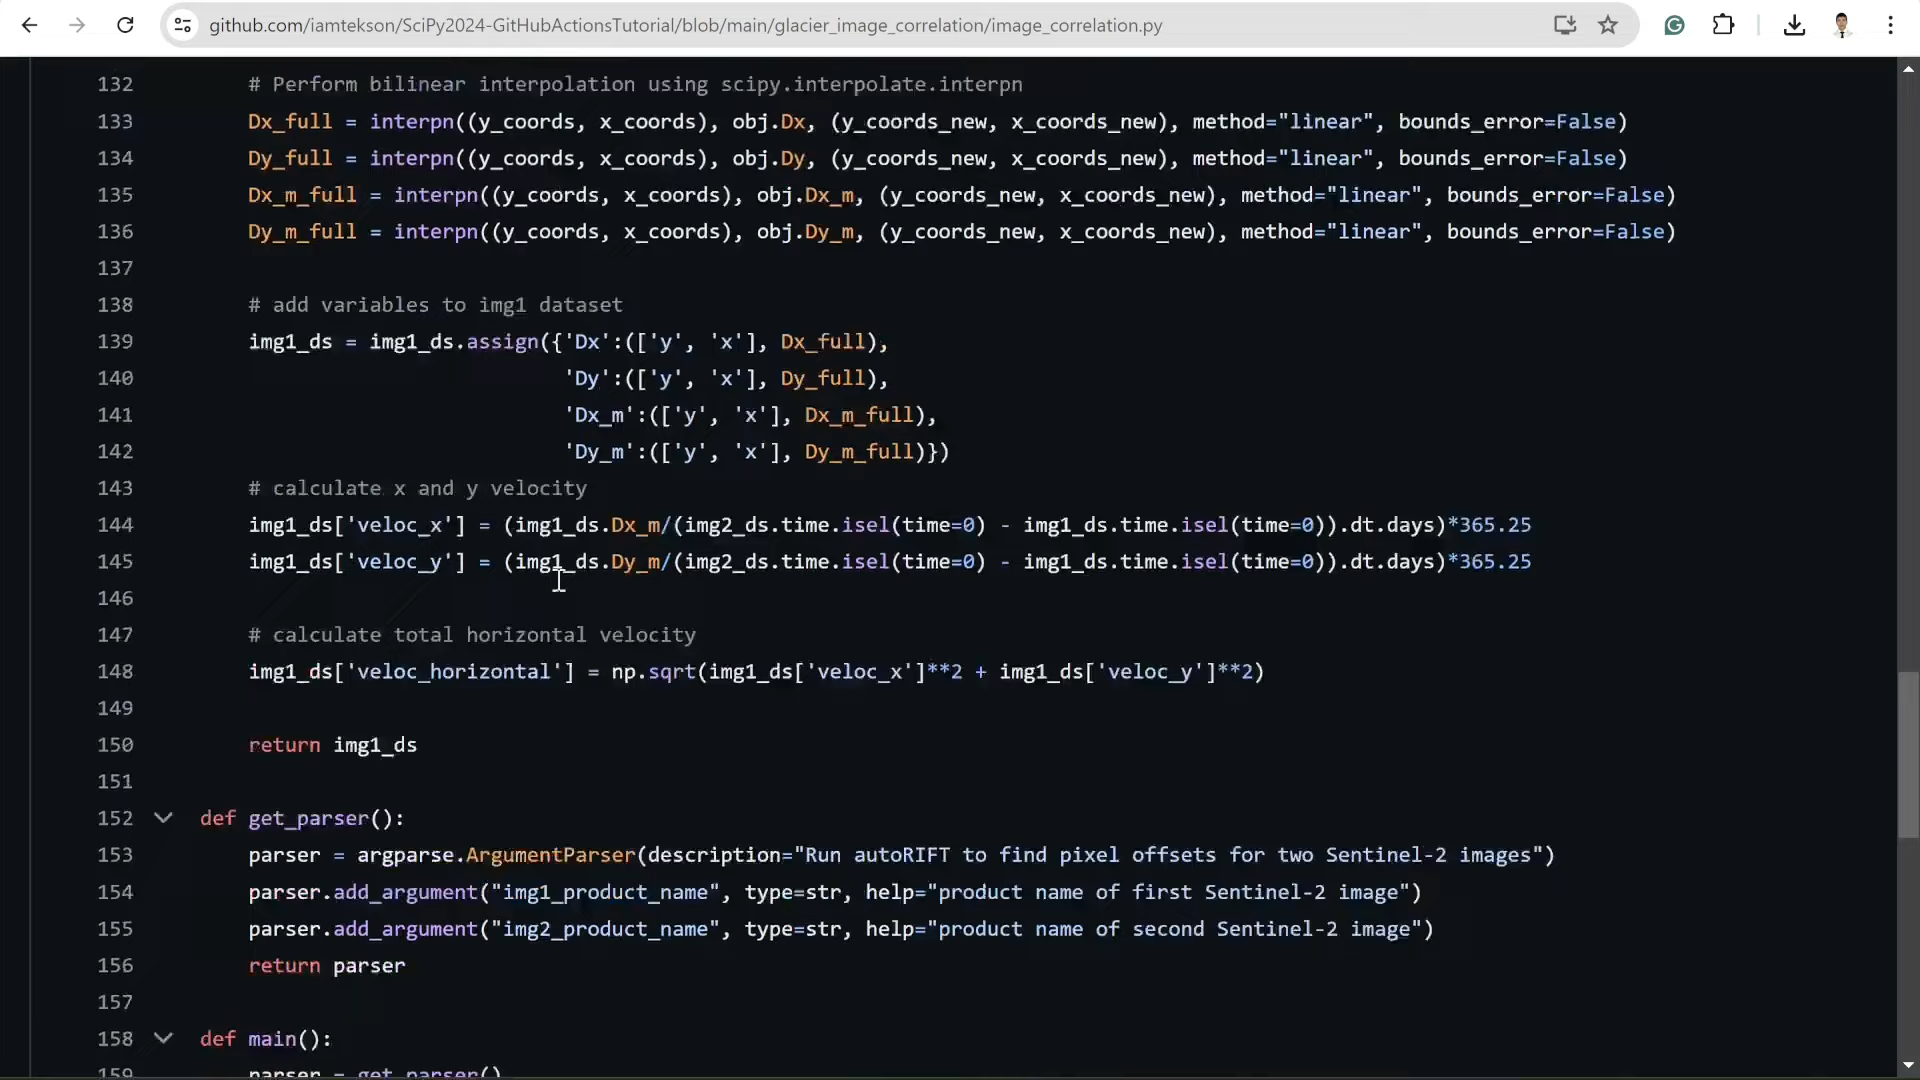 github.com/iamtekson/SciPy2024-GitHubActionsTutorial/blob/main/glacier_image_correlation/image_correlation.py
132 # Perform bilinear interpolation using scipy.interpolate.interpn
133 Dx_full = interpn((y_coords, x_coords), obj.Dx, (y_coords_new, x_coords_new), method="linear", bounds_error=False)
134 Dy_full = interpn((y_coords, x_coords), obj.Dy, (y_coords_new, x_coords_new), method="linear", bounds_error=False)
135 Dx_m_full = interpn((y_coords, x_coords), obj.Dx_m, (y_coords_new, x_coords_new), method="linear", bounds_error=False)
136 Dy_m_full = interpn((y_coords, x_coords), obj.Dy_m, (y_coords_new, x_coords_new), method="linear", bounds_error=False)
137
138 # add variables to img1 dataset
139 img1_ds = img1_ds.assign({'Dx':(['y', 'x'], Dx_full),
140 'Dy':(['y', 'x'], Dy_full),
141 'Dx_m':(['y', 'x'], Dx_m_full),
142 'Dy_m':(['y', 'x'], Dy_m_full)})
143 # calculate x and y velocity
144 img1_ds['veloc_x'] = (img1_ds.Dx_m/(img2_ds.time.isel(time=0) - img1_ds.time.isel(time=0)).dt.days)*365.25
145 img1_ds['veloc_y'] = (img1_ds.Dy_m/(img2_ds.time.isel(time=0) - img1_ds.time.isel(time=0)).dt.days)*365.25
146
147 # calculate total horizontal velocity
148 img1_ds['veloc_horizontal'] = np.sqrt(img1_ds['veloc_x']**2 + img1_ds['veloc_y']**2)
149
150 return img1_ds
151
152 def get_parser():
153 parser = argparse.ArgumentParser(description="Run autoRIFT to find pixel offsets for two Sentinel-2 images")
154 parser.add_argument("img1_product_name", type=str, help="product name of first Sentinel-2 image")
155 parser.add_argument("img2_product_name", type=str, help="product name of second Sentinel-2 image")
156 return parser
157
158 def main():
159 parser = get_parser()